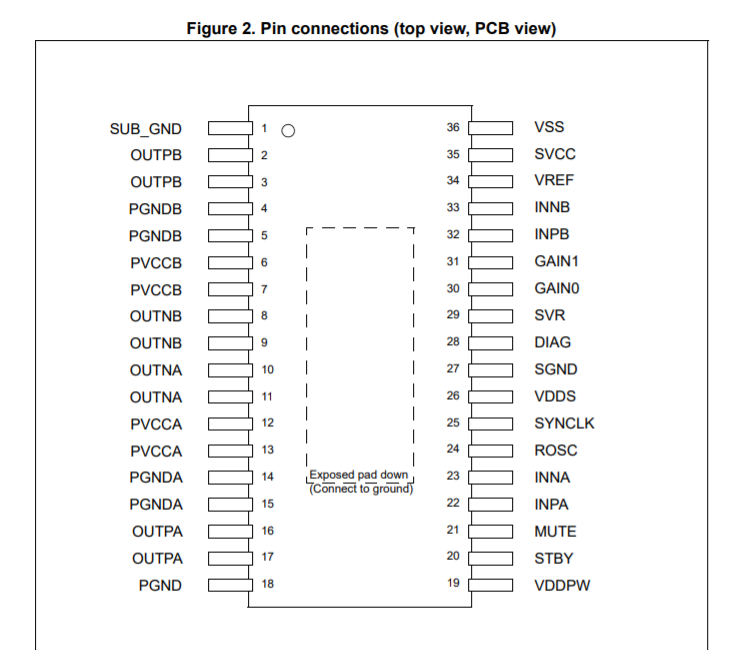 Figure 2. Pin connections (top view, PCB view)
SUB_GND 1 36 VSS
OUTPB 2 35 SVCC
OUTPB 3 34 VREF
PGNDB 4 33 INNB
PGNDB 5 32 INPB
PVCCB 6 31 GAIN1
PVCCB 7 30 GAIN0
OUTNB 8 29 SVR
OUTNB 9 28 DIAG
OUTNA 10 27 SGND
OUTNA 11 26 VDDS
PVCCA 12 25 SYNCLK
PVCCA 13 24 ROSC
PGNDA 14 Exposed pad down 23 INNA
(Connect to ground)
PGNDA 15 22 INPA
OUTPA 16 21 MUTE
OUTPA 17 20 STBY
PGND 18 19 VDDPW